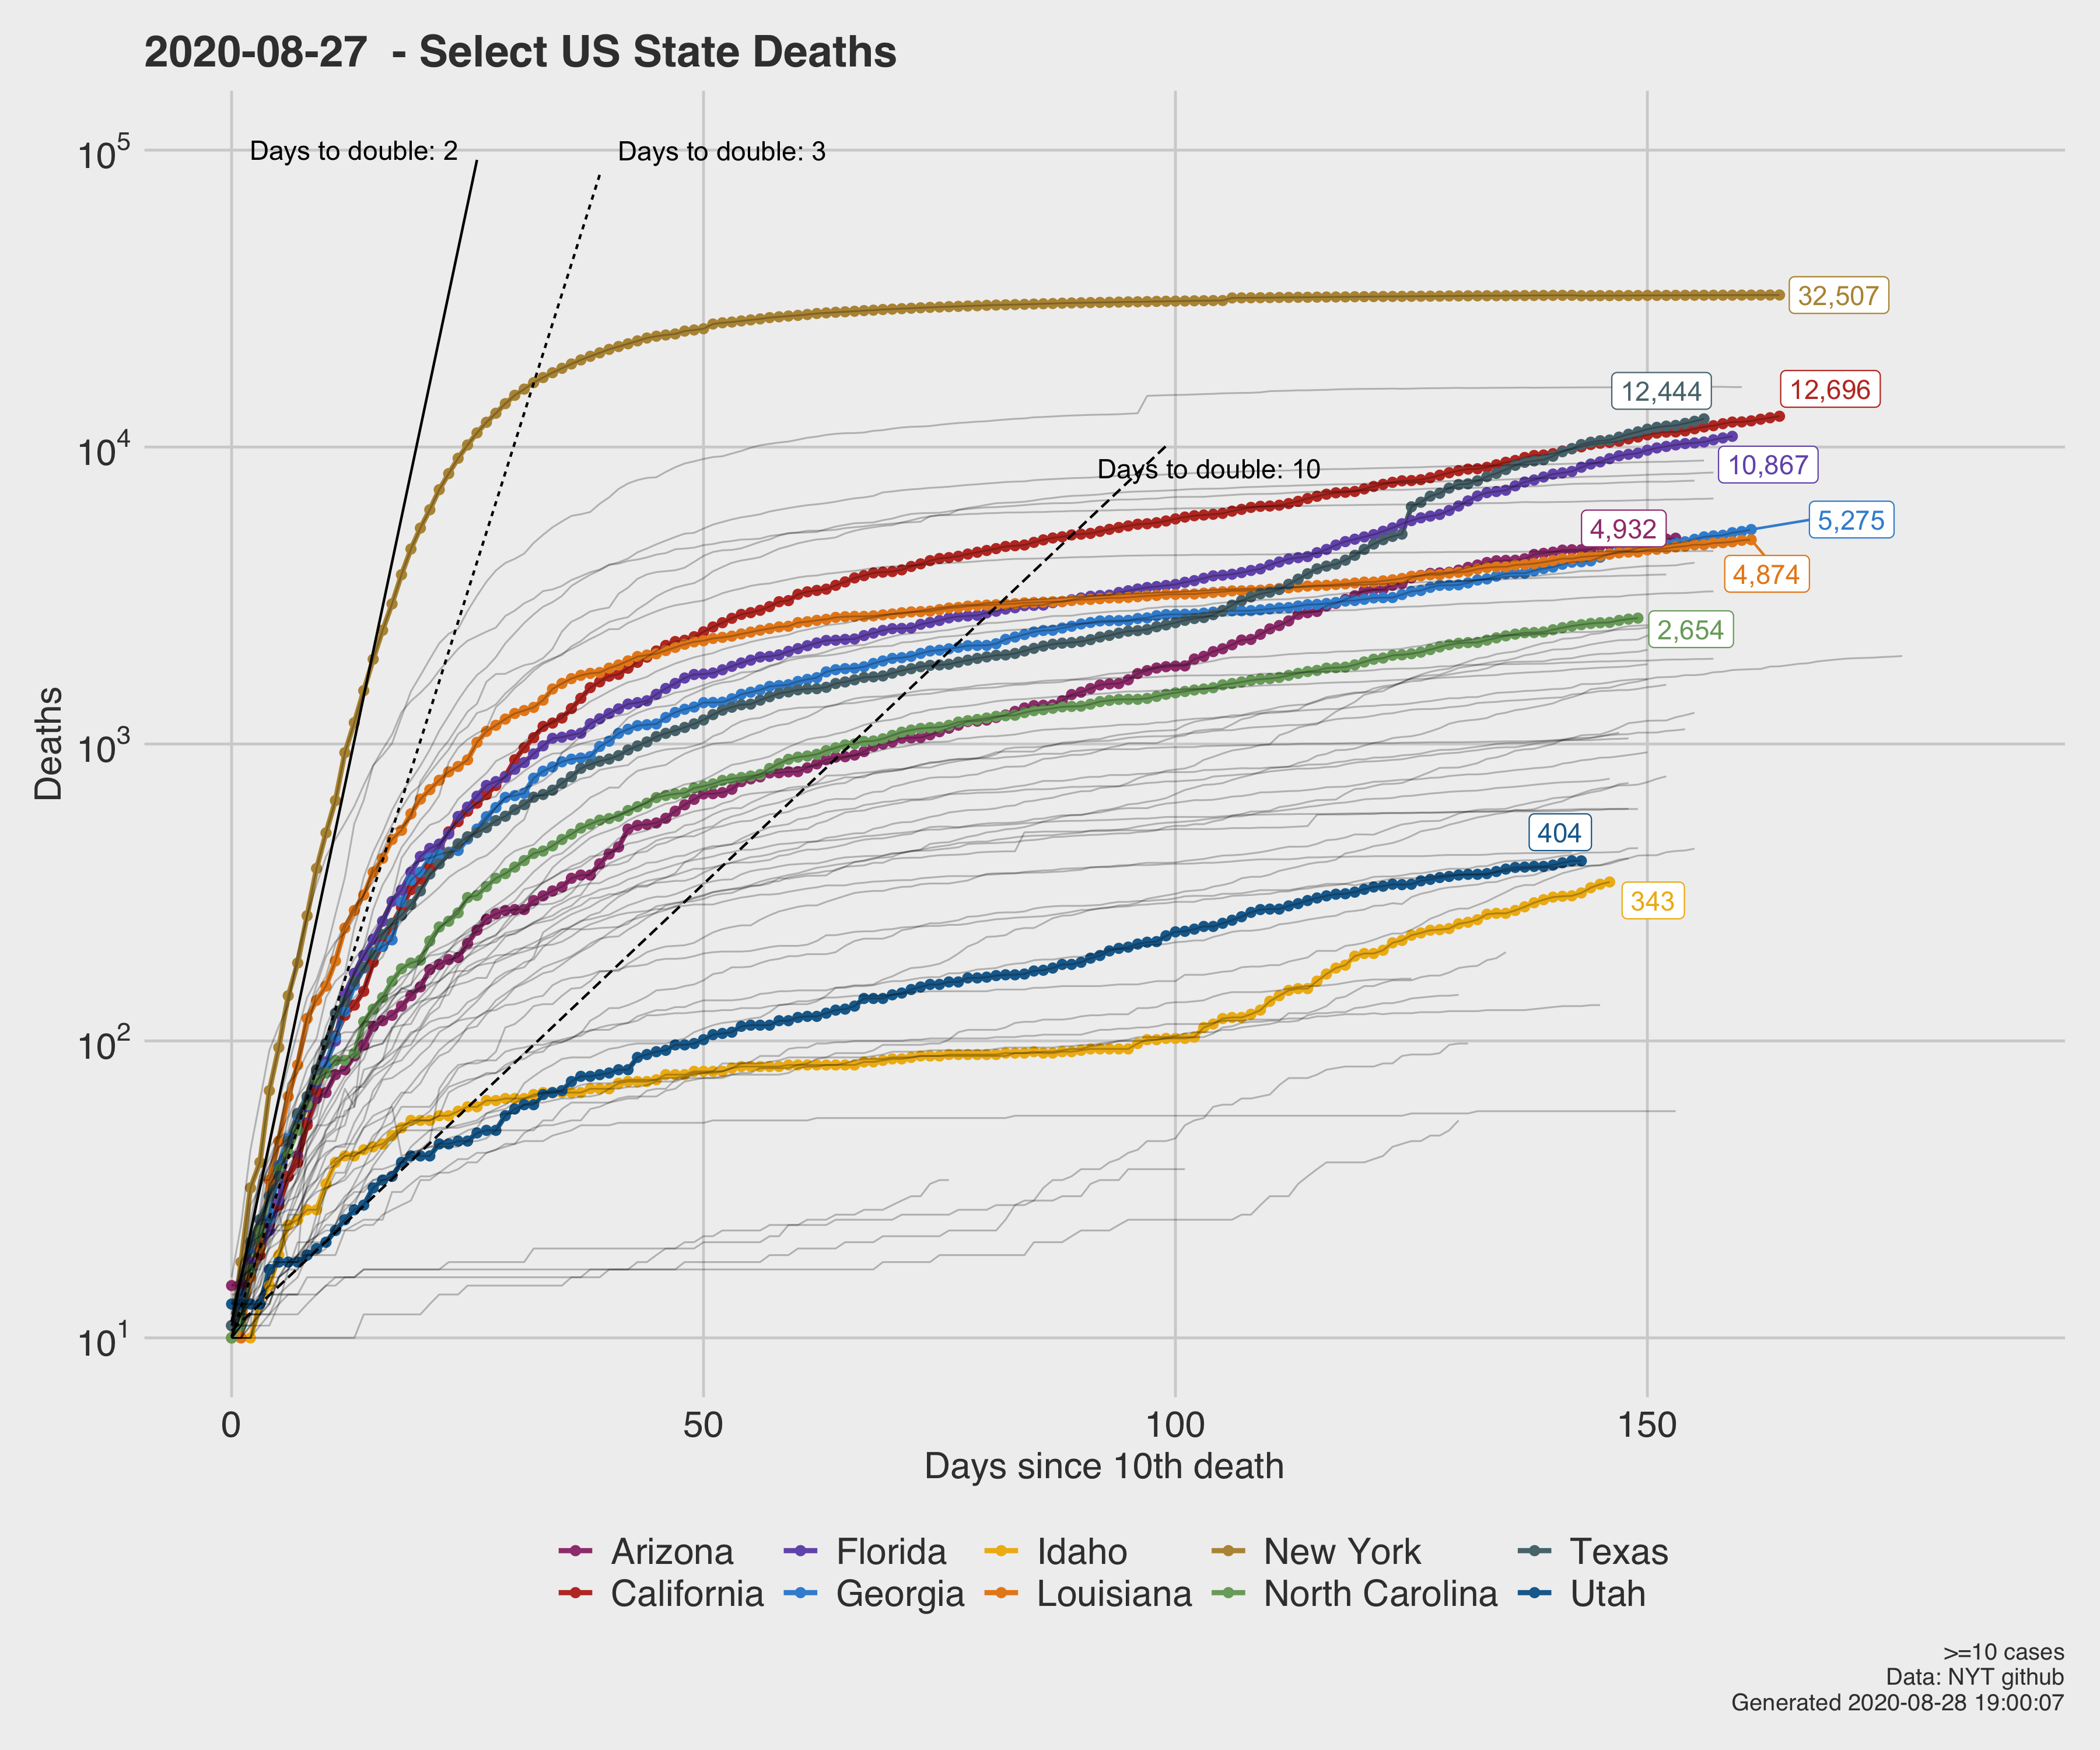 2020-08-27 - Select US State Deaths
Deaths
10^5
10^4
10^3
10^2
10^1
Days to double: 2
Days to double: 3
Days to double: 10
32,507
12,444
12,696
10,867
4,932
5,275
4,874
2,654
404
343
0 50 100 150
Days since 10th death
Arizona Florida Idaho New York Texas
California Georgia Louisiana North Carolina Utah
>=10 cases
Data: NYT github
Generated 2020-08-28 19:00:07